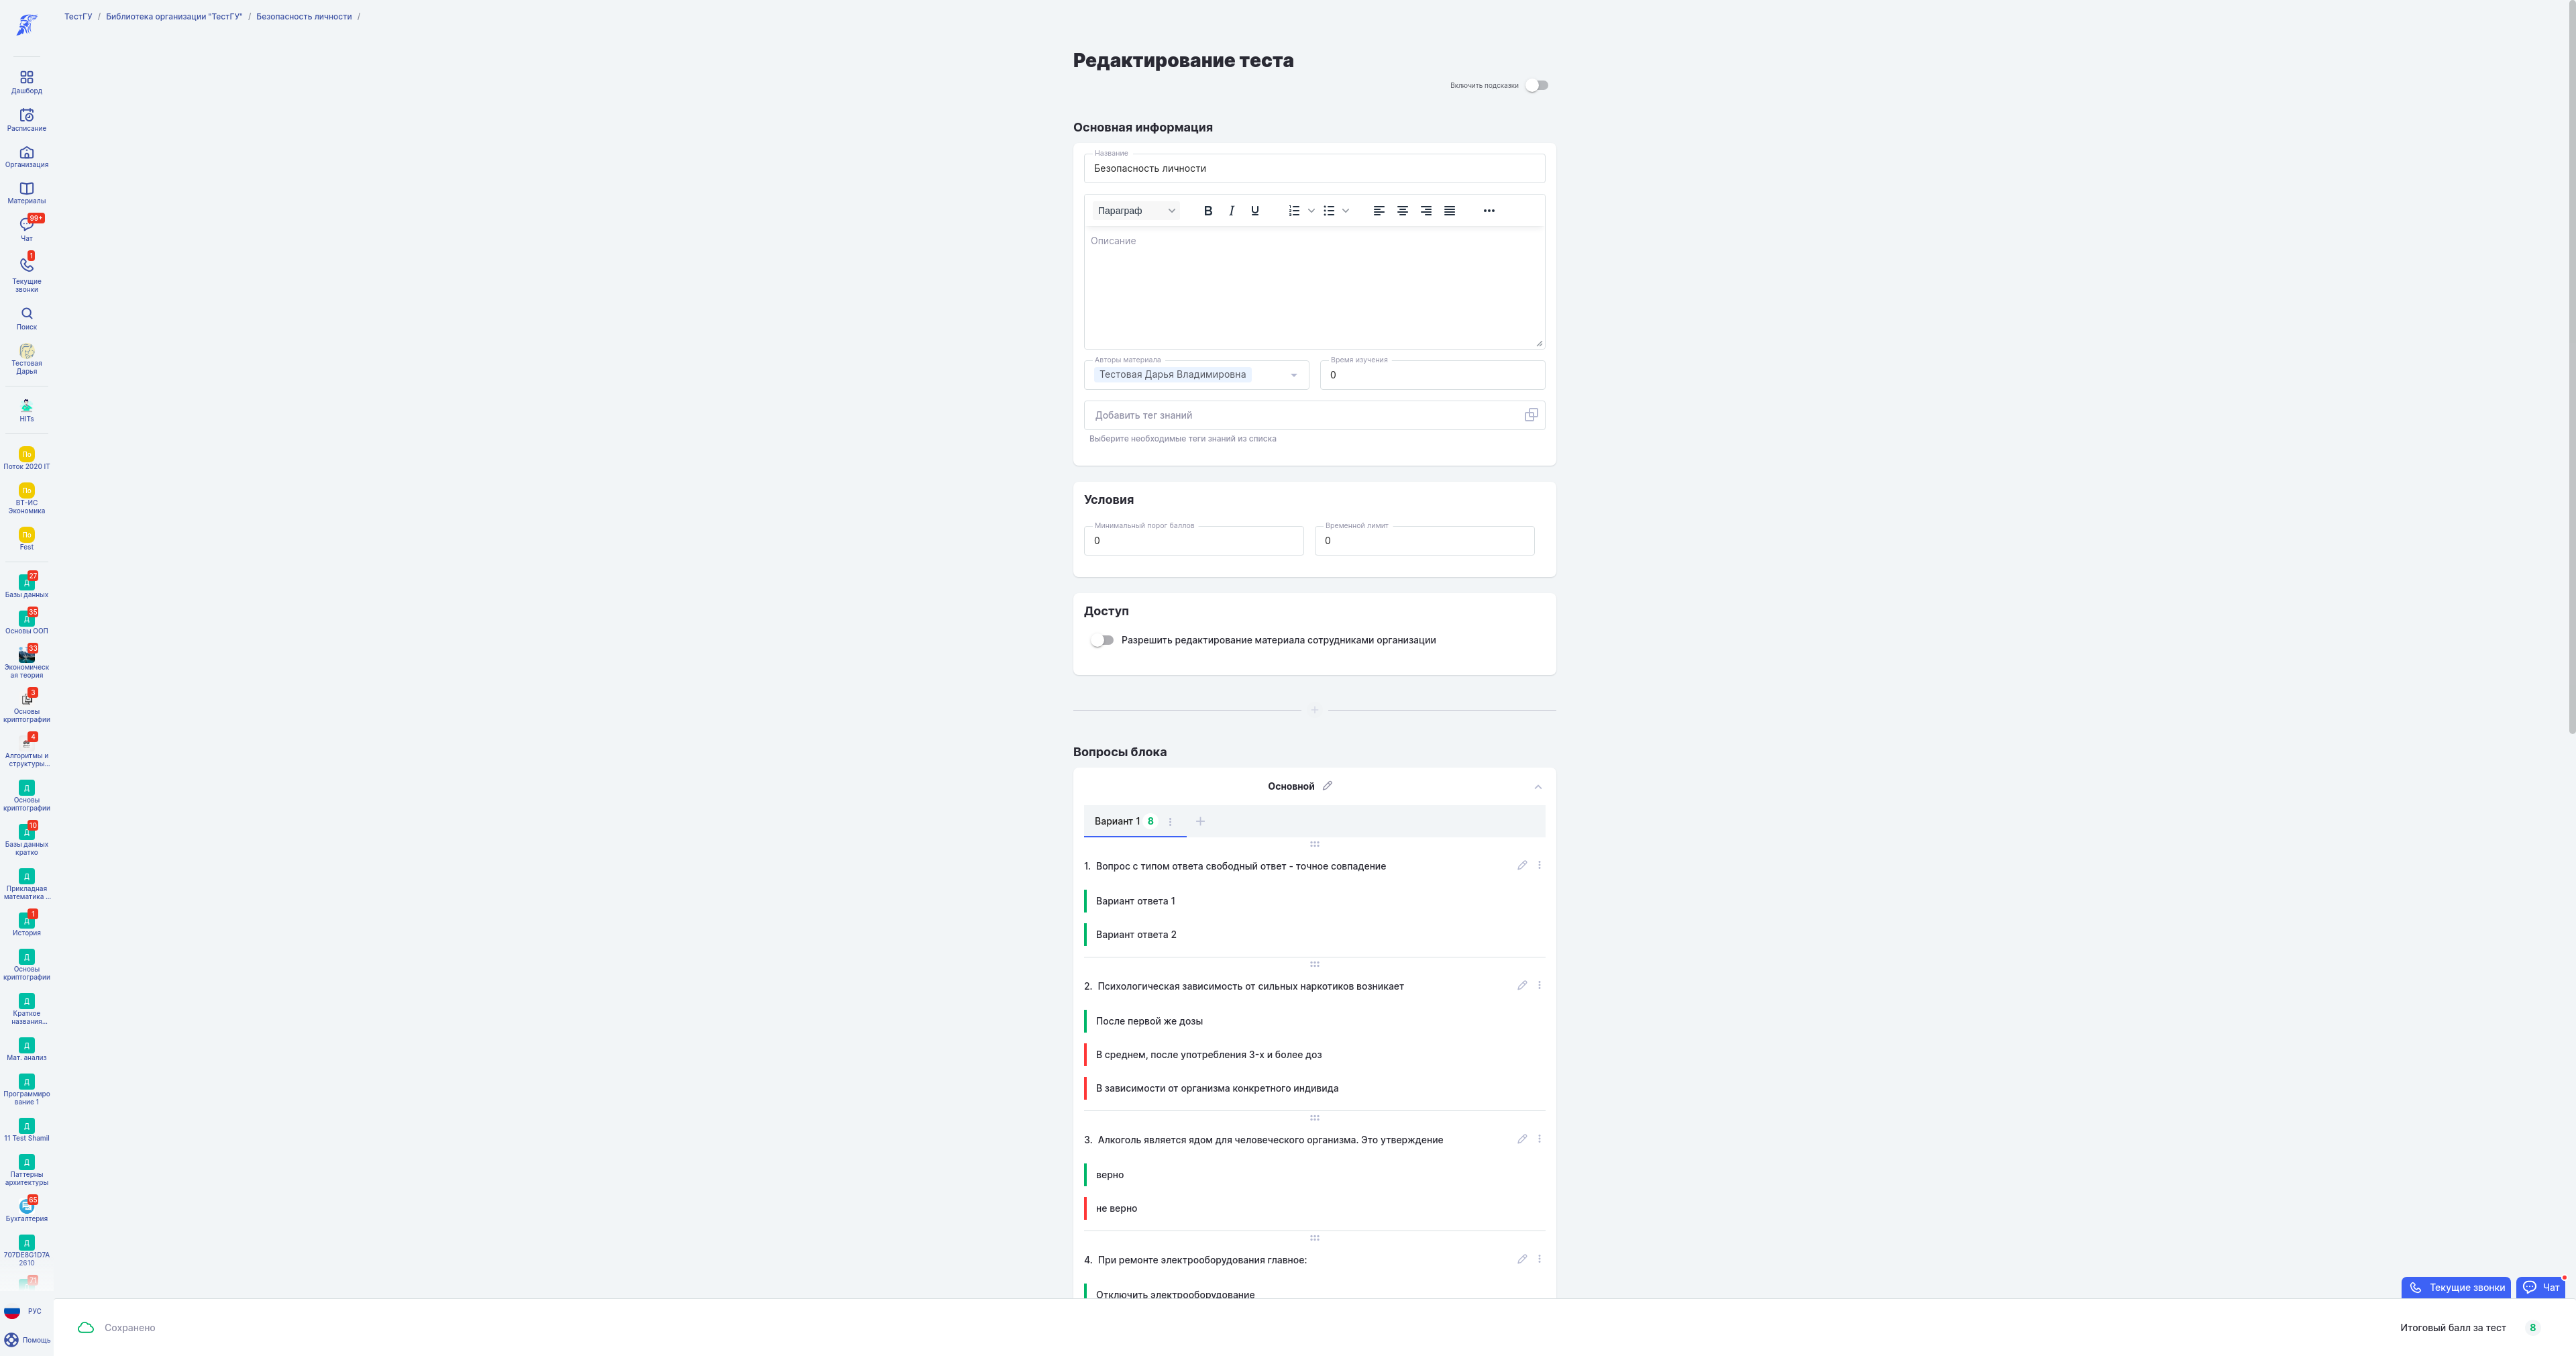 ТестГУ / Библиотека организации "ТестГУ" / Безопасность личности /
Дашборд
Расписание
Организация
Материалы
99+
Чат
1
Текущие
звонки
Поиск
Тестовая
Дарья
HITs
По
Поток 2020 IT
По
ВТ-ИС
Экономика
По
Fest
27
Д
Базы данных
35
Д
Основы ООП
33
Экономическ
ая теория
3
Основы
криптографии
4
Алгоритмы и
структуры...
Д
Основы
криптографии
10
Д
Базы данных
кратко
Д
Прикладная
математика ...
1
Д
История
Д
Основы
криптографии
Д
Краткое
названия...
Д
Мат. анализ
Д
Программиро
вание 1
Д
11 Test Shamil
Д
Паттерны
архитектуры
65
Бухгалтерия
Д
707DE8G1D7A
2610
21
РУС
Помощь
Редактирование теста
Включить подсказки
Основная информация
Название
Безопасность личности
Параграф B I U
Описание
Авторы материала
Тестовая Дарья Владимировна
Время изучения
0
Добавить тег знаний
Выберите необходимые теги знаний из списка
Условия
Минимальный порог баллов
0
Временной лимит
0
Доступ
Разрешить редактирование материала сотрудниками организации
Вопросы блока
Основной
Вариант 1 8
1. Вопрос с типом ответа свободный ответ - точное совпадение
Вариант ответа 1
Вариант ответа 2
2. Психологическая зависимость от сильных наркотиков возникает
После первой же дозы
В среднем, после употребления 3-х и более доз
В зависимости от организма конкретного индивида
3. Алкоголь является ядом для человеческого организма. Это утверждение
верно
не верно
4. При ремонте электрооборудования главное:
Отключить электрооборудование
Текущие звонки
Чат
Сохранено
Итоговый балл за тест 8